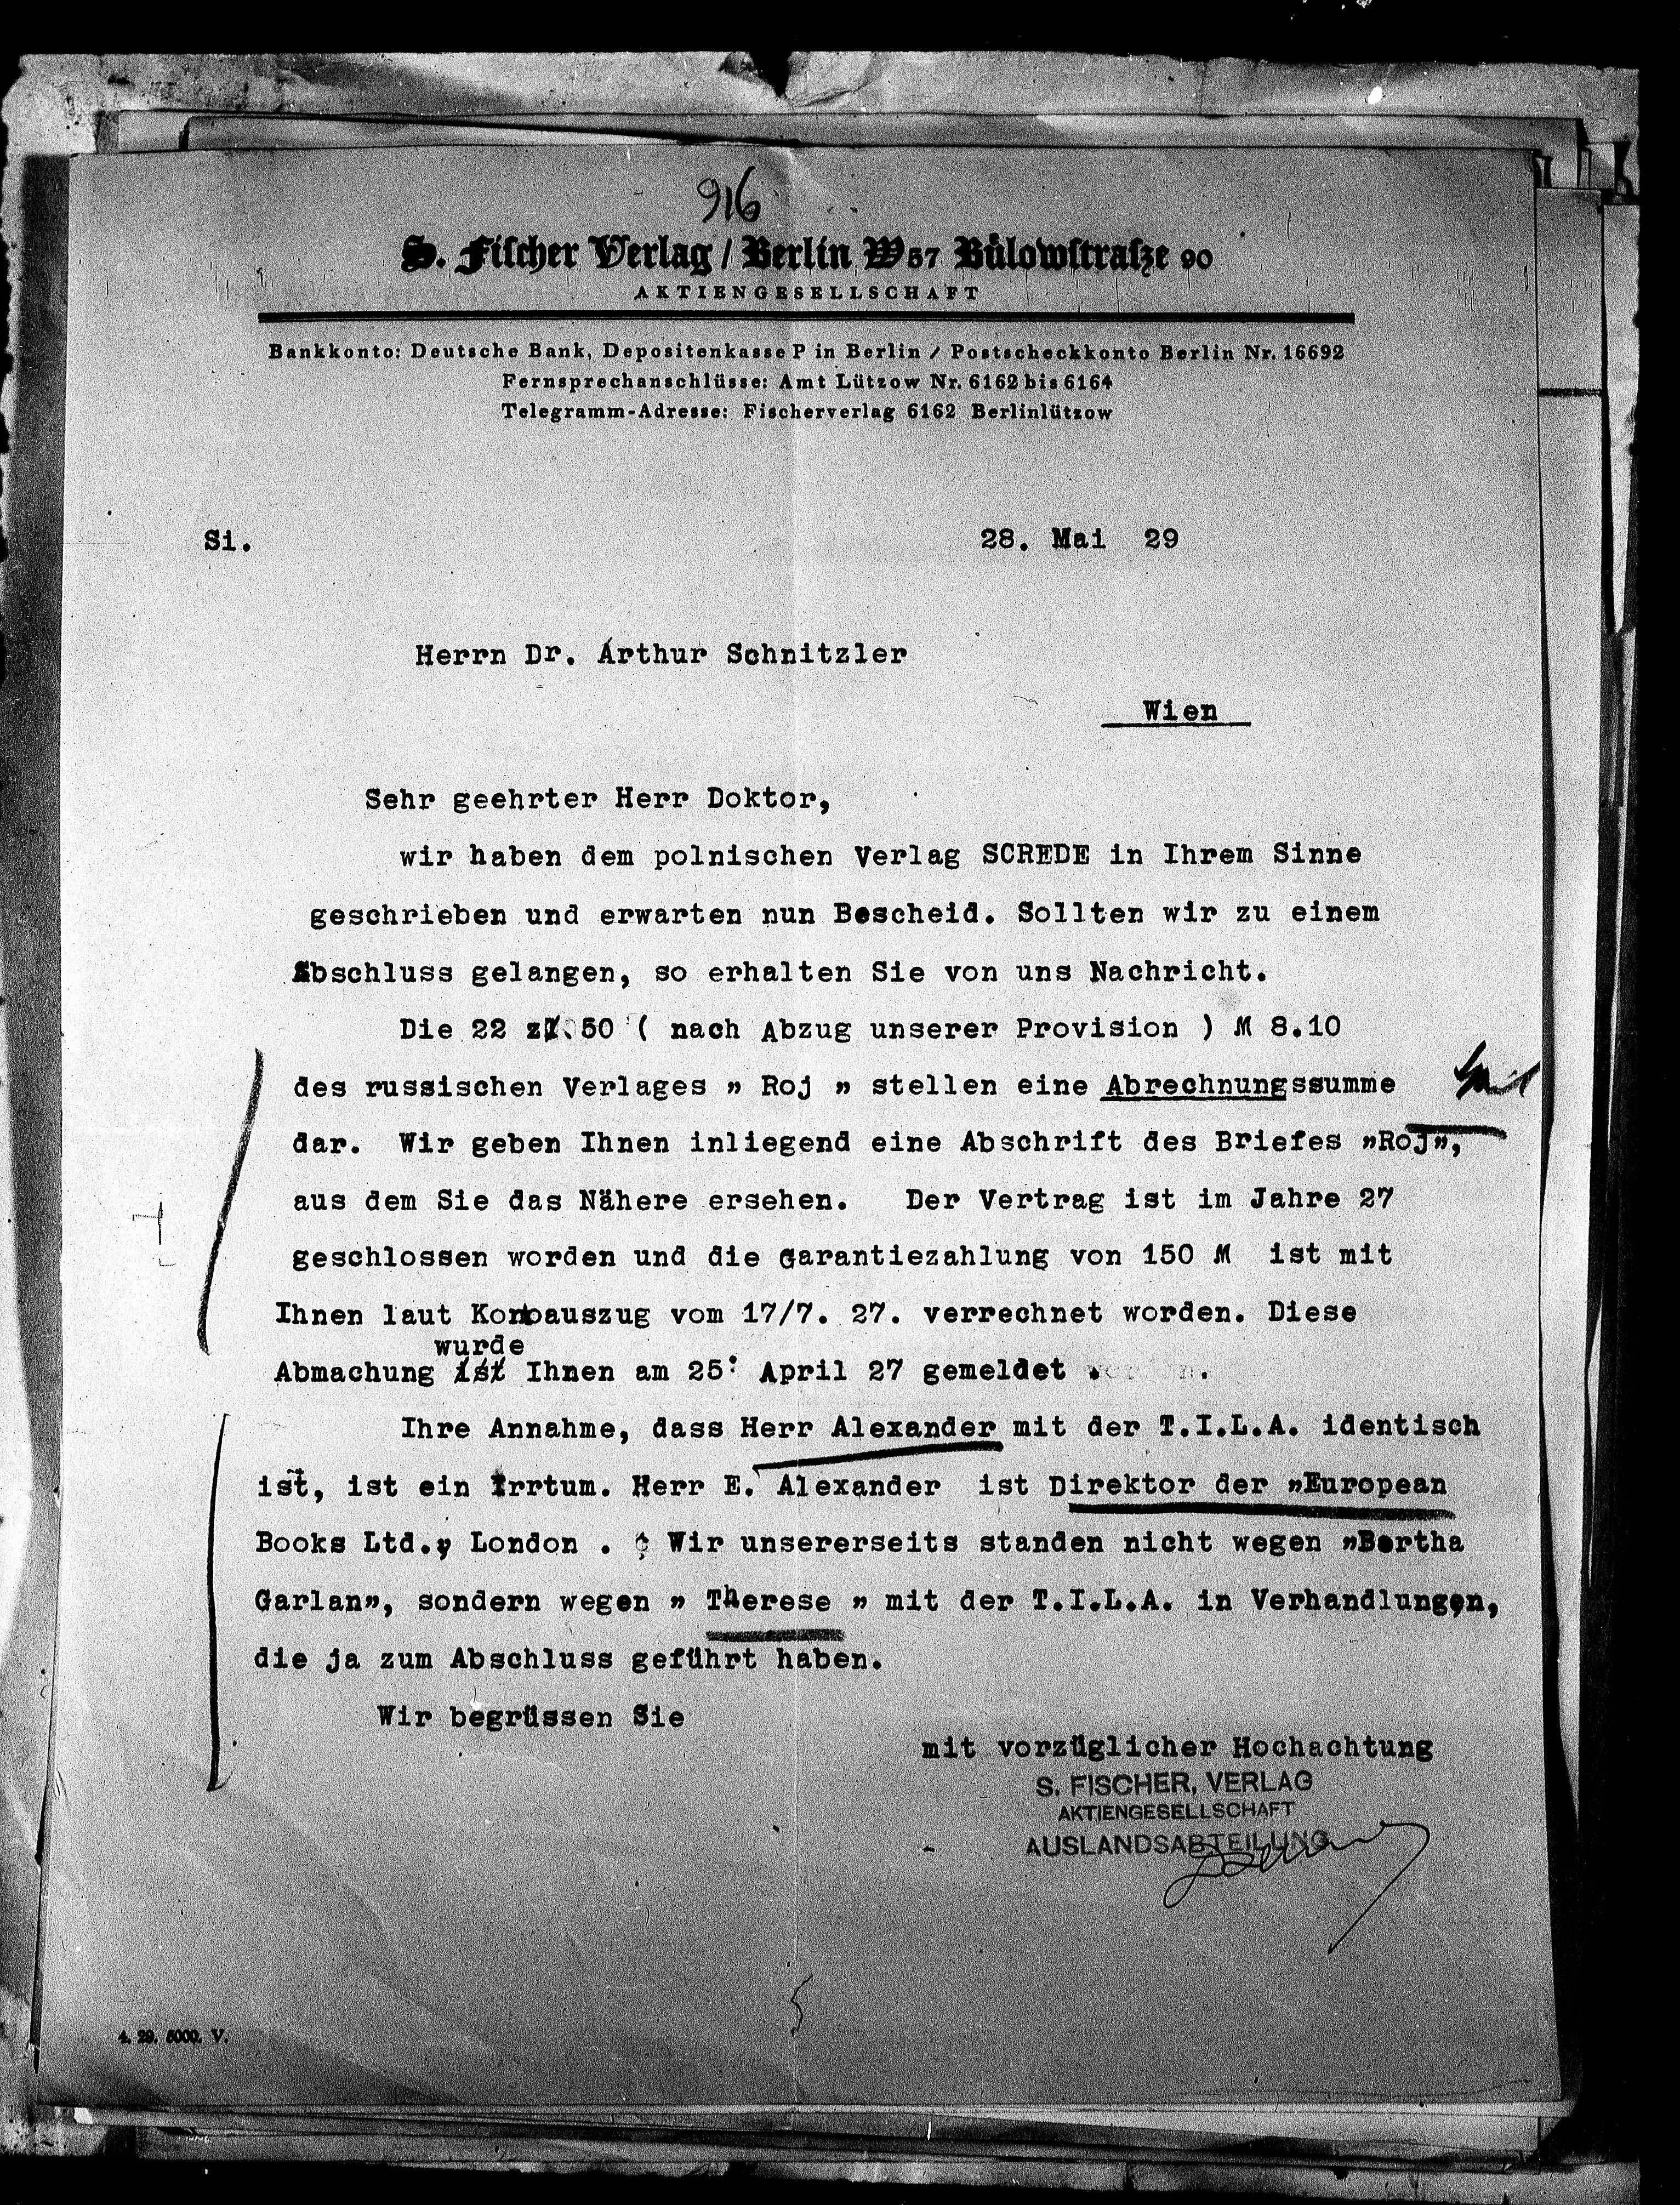 916
S. Fiſcher Verlag / Berlin W57 Bülowſtraſze 90
AKTIENGESELLSCHAFT
Bankkonto: Deutsche Bank, Depositenkasse P in Berlin / Postscheckkonto Berlin Nr. 16692
Fernsprechanschlüsse: Amt Lützow Nr. 6162 bis 6164
Telegramm-Adresse: Fischerverlag 6162 Berlinlützow
Si. 28. Mai 29
Herrn Dr. Arthur Schnitzler
Wien
Sehr geehrter Herr Doktor,
wir haben dem polnischen Verlag SCREDE in Ihrem Sinne
geschrieben und erwarten nun Bescheid. Sollten wir zu einem
Abschluss gelangen, so erhalten Sie von uns Nachricht.
Die 22 zl.50 ( nach Abzug unserer Provision ) M 8.10
des russischen Verlages „ Roj „ stellen eine Abrechnungssumme
dar. Wir geben Ihnen inliegend eine Abschrift des Briefes „Roj„,
aus dem Sie das Nähere ersehen. Der Vertrag ist im Jahre 27
geschlossen worden und die Garantiezahlung von 150 M ist mit
Ihnen laut Kontoauszug vom 17/7. 27. verrechnet worden. Diese
wurde
Abmachung ist Ihnen am 25. April 27 gemeldet .
Ihre Annahme, dass Herr Alexander mit der T.I.L.A. identisch
ist, ist ein Irrtum. Herr E. Alexander ist Direktor der „European
Books Ltd., London . Wir unsererseits standen nicht wegen „Bertha
Garlan„, sondern wegen „ Therese „ mit der T.I.L.A. in Verhandlungen,
die ja zum Abschluss geführt haben.
Wir begrüssen Sie
mit vorzüglicher Hochachtung
S. FISCHER, VERLAG
AKTIENGESELLSCHAFT
AUSLANDSABTEILUNG
4. 29. 5000. V.